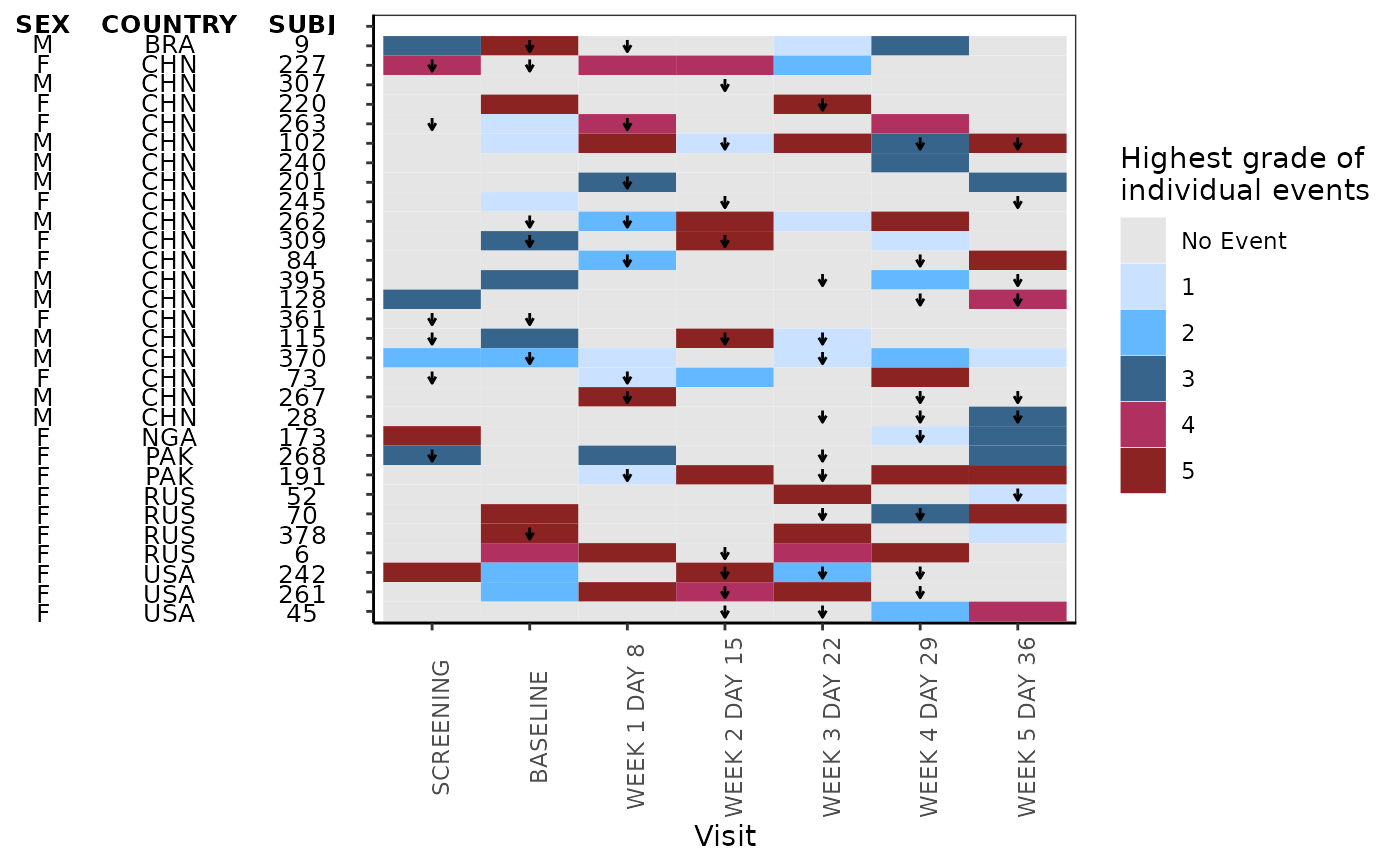 SEX COUNTRY SUBJ
M BRA 9
F CHN 227
M CHN 307
F CHN 220
F CHN 263
M CHN 102
M CHN 240
M CHN 201
F CHN 245
M CHN 262
F CHN 309
F CHN 84
M CHN 395
M CHN 128
F CHN 361
M CHN 115
M CHN 370
F CHN 73
M CHN 267
M CHN 28
F NGA 173
F PAK 268
F PAK 191
F RUS 52
F RUS 70
F RUS 378
F RUS 6
F USA 242
F USA 261
F USA 45
SCREENING
BASELINE
WEEK 1 DAY 8
WEEK 2 DAY 15
WEEK 3 DAY 22
WEEK 4 DAY 29
WEEK 5 DAY 36
Visit
Highest grade of
individual events
No Event
1
2
3
4
5